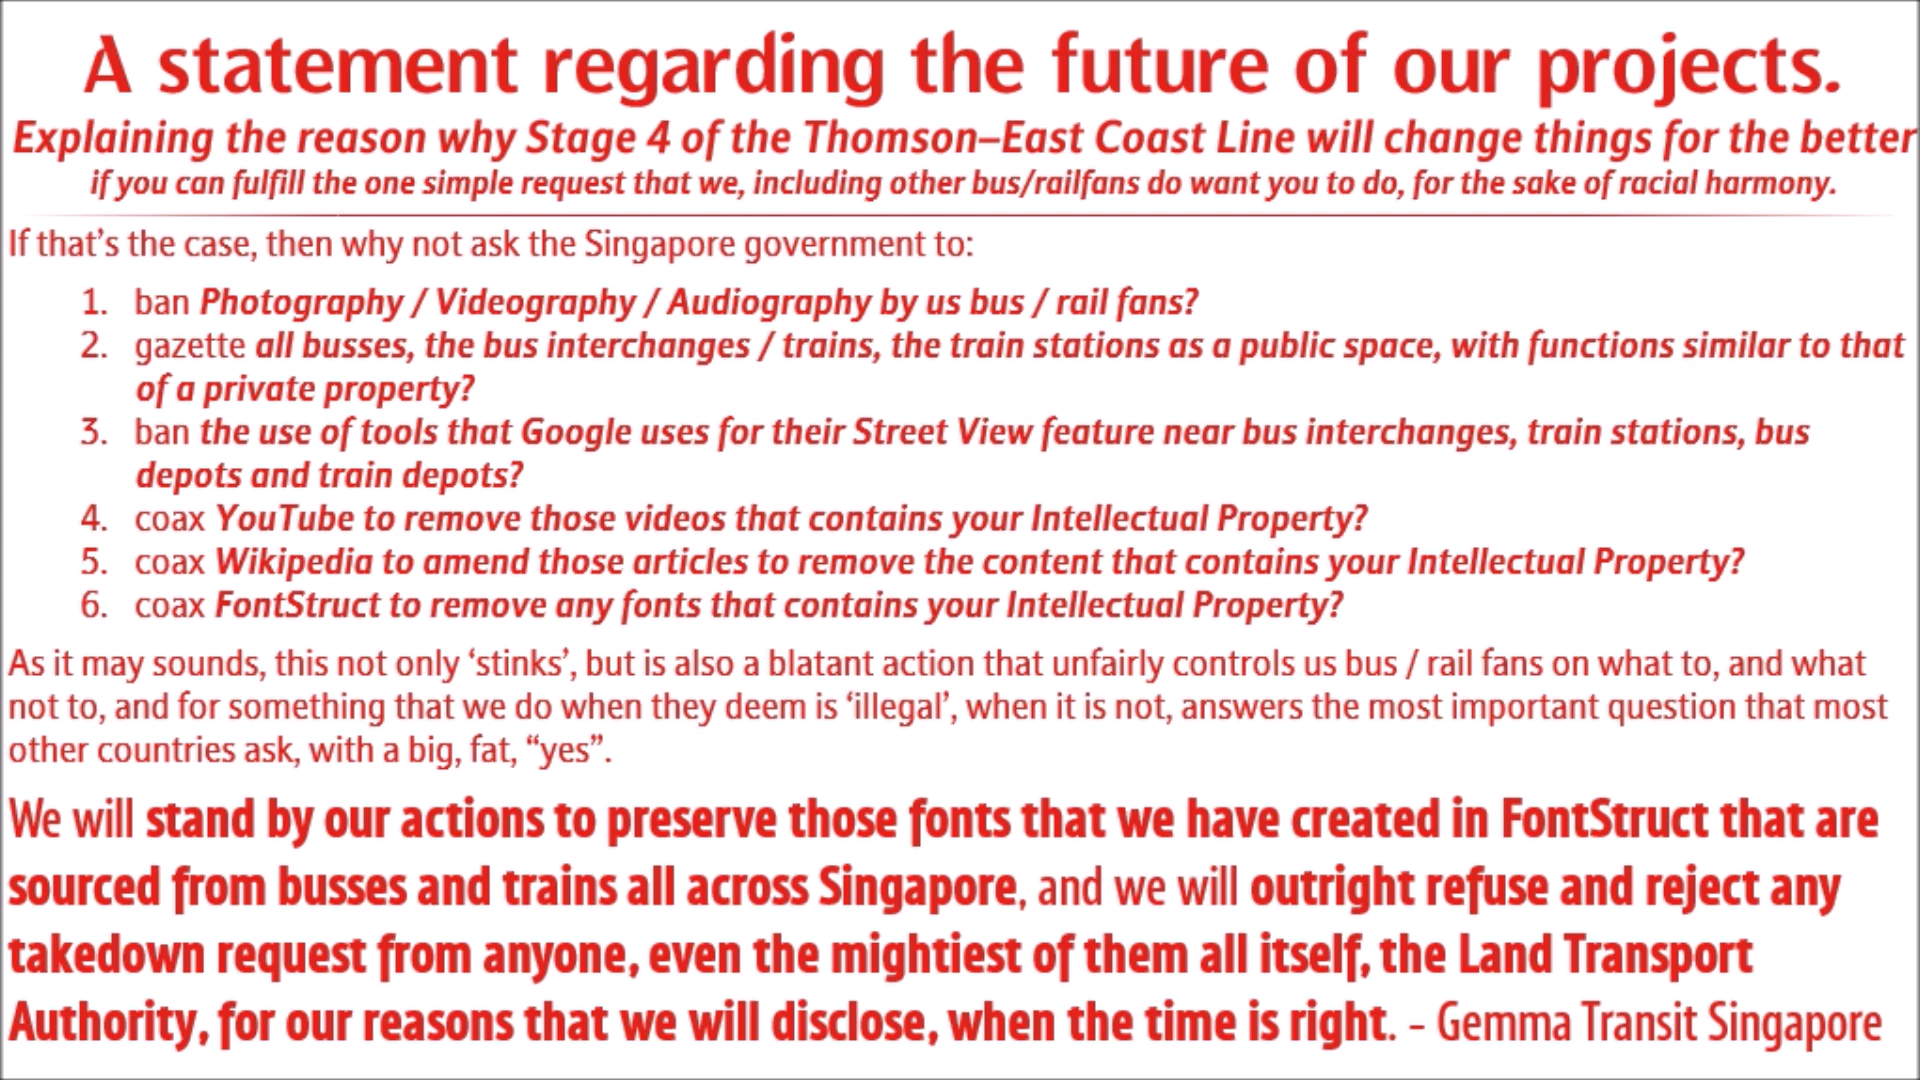 A statement regarding the future of our projects.
Explaining the reason why Stage 4 of the Thomson–East Coast Line will change things for the better
if you can fulfill the one simple request that we, including other bus/railfans do want you to do, for the sake of racial harmony.
If that’s the case, then why not ask the Singapore government to:
1. ban Photography / Videography / Audiography by us bus / rail fans?
2. gazette all busses, the bus interchanges / trains, the train stations as a public space, with functions similar to that
of a private property?
3. ban the use of tools that Google uses for their Street View feature near bus interchanges, train stations, bus
depots and train depots?
4. coax YouTube to remove those videos that contains your Intellectual Property?
5. coax Wikipedia to amend those articles to remove the content that contains your Intellectual Property?
6. coax FontStruct to remove any fonts that contains your Intellectual Property?
As it may sounds, this not only ‘stinks’, but is also a blatant action that unfairly controls us bus / rail fans on what to, and what
not to, and for something that we do when they deem is ‘illegal’, when it is not, answers the most important question that most
other countries ask, with a big, fat, “yes”.
We will stand by our actions to preserve those fonts that we have created in FontStruct that are
sourced from busses and trains all across Singapore, and we will outright refuse and reject any
takedown request from anyone, even the mightiest of them all itself, the Land Transport
Authority, for our reasons that we will disclose, when the time is right. – Gemma Transit Singapore